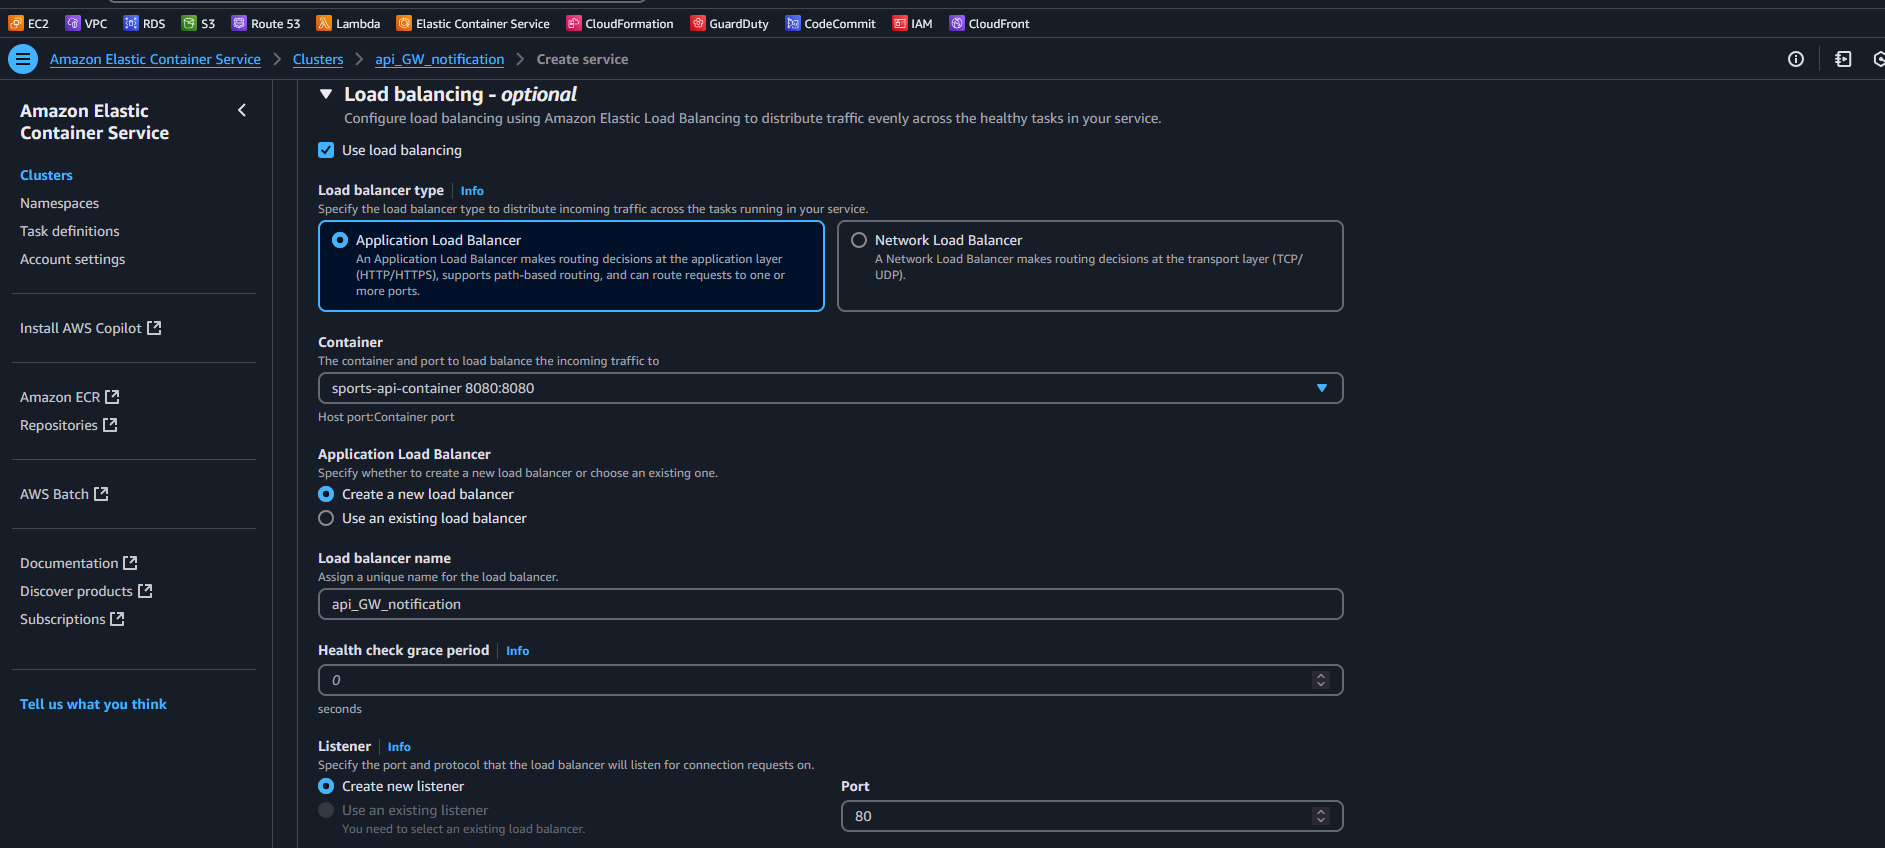 EC2 VPC RDS S3 Route 53 Lambda Elastic Container Service CloudFormation GuardDuty CodeCommit IAM CloudFront
Amazon Elastic Container Service > Clusters > api_GW_notification > Create service
Amazon Elastic
Container Service
Clusters
Namespaces
Task definitions
Account settings
Install AWS Copilot
Amazon ECR
Repositories
AWS Batch
Documentation
Discover products
Subscriptions
Tell us what you think
Load balancing - optional
Configure load balancing using Amazon Elastic Load Balancing to distribute traffic evenly across the healthy tasks in your service.
Use load balancing
Load balancer type Info
Specify the load balancer type to distribute incoming traffic across the tasks running in your service.
Application Load Balancer
An Application Load Balancer makes routing decisions at the application layer
(HTTP/HTTPS), supports path-based routing, and can route requests to one or
more ports.
Network Load Balancer
A Network Load Balancer makes routing decisions at the transport layer (TCP/
UDP).
Container
The container and port to load balance the incoming traffic to
sports-api-container 8080:8080
Host port:Container port
Application Load Balancer
Specify whether to create a new load balancer or choose an existing one.
Create a new load balancer
Use an existing load balancer
Load balancer name
Assign a unique name for the load balancer.
api_GW_notification
Health check grace period Info
0
seconds
Listener Info
Specify the port and protocol that the load balancer will listen for connection requests on.
Create new listener
Use an existing listener
You need to select an existing load balancer.
Port
80